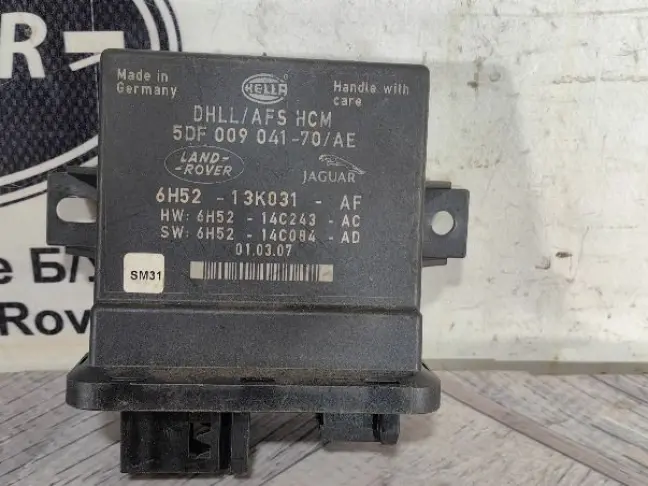 Made in
Germany
HELLA
Handle with
care
DHLL/AFS HCM
5DF 009 041-70/AE
LAND-
-ROVER
JAGUAR
6H52 - 13K031 - AF
HW: 6H52 - 14C243 - AC
SW: 6H52 - 14C084 - AD
01.03.07
SM31
R
е Б/
Rov